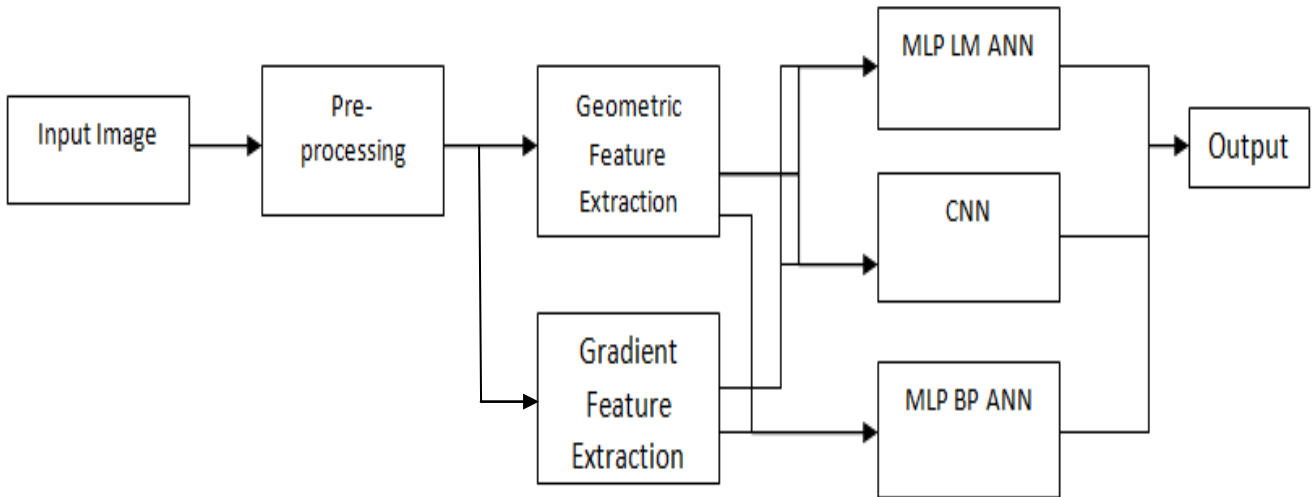 Input Image
Pre-
processing
Geometric
Feature
Extraction
Gradient
Feature
Extraction
MLP LM ANN
CNN
MLP BP ANN
Output